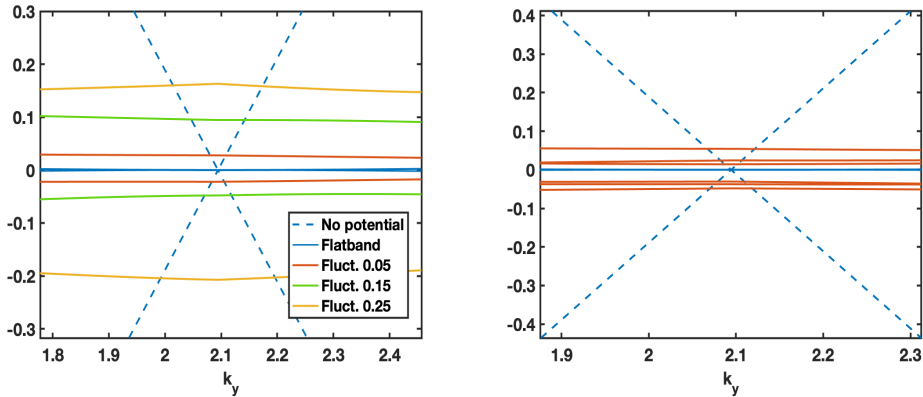 0.3
0.2
0.1
0
-0.1
-0.2
-0.3
1.8 1.9 2 2.1 2.2 2.3 2.4
k_y
No potential
Flatband
Fluct. 0.05
Fluct. 0.15
Fluct. 0.25
0.4
0.3
0.2
0.1
0
-0.1
-0.2
-0.3
-0.4
1.9 2 2.1 2.2 2.3
k_y